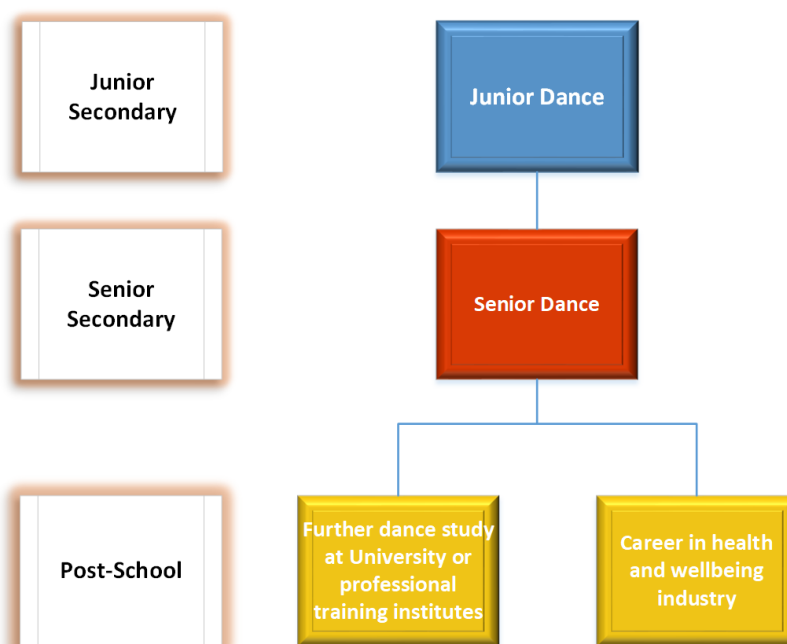 Junior
Secondary
Junior Dance
Senior
Secondary
Senior Dance
Post-School
Further dance study
at University or
professional
training institutes
Career in health
and wellbeing
industry